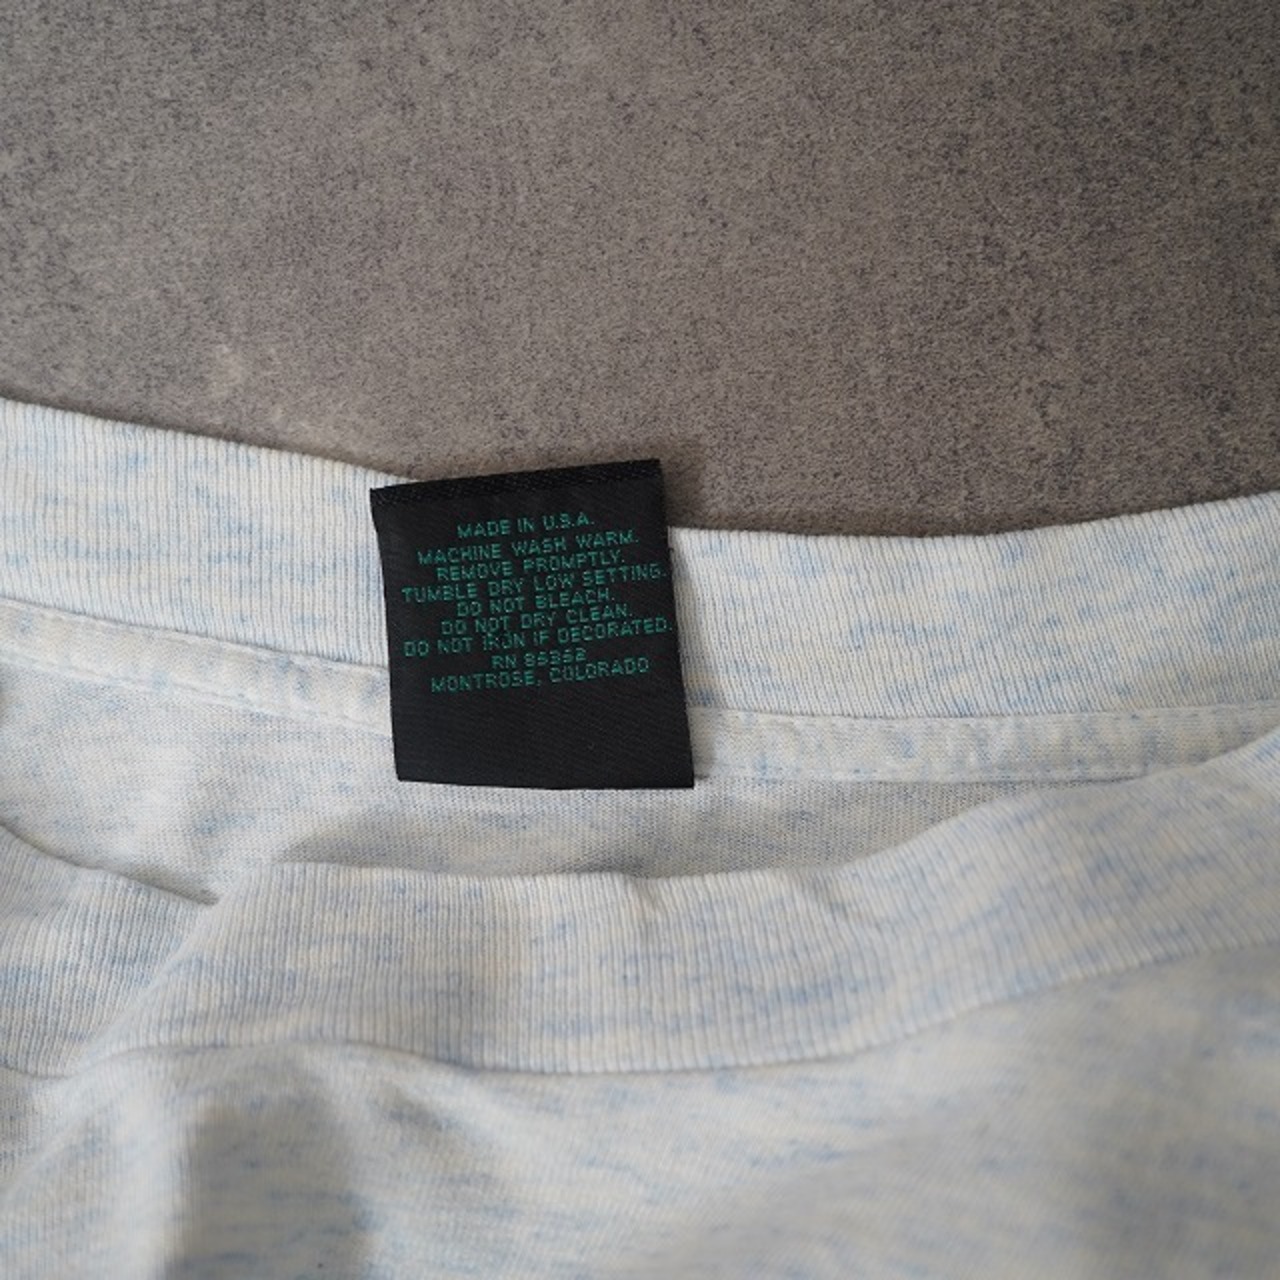 MADE IN U.S.A.
MACHINE WASH WARM.
REMOVE PROMPTLY.
TUMBLE DRY LOW SETTING.
DO NOT BLEACH.
DO NOT DRY CLEAN.
DO NOT IRON IF DECORATED.
RN
MONTROSE, COLORADO